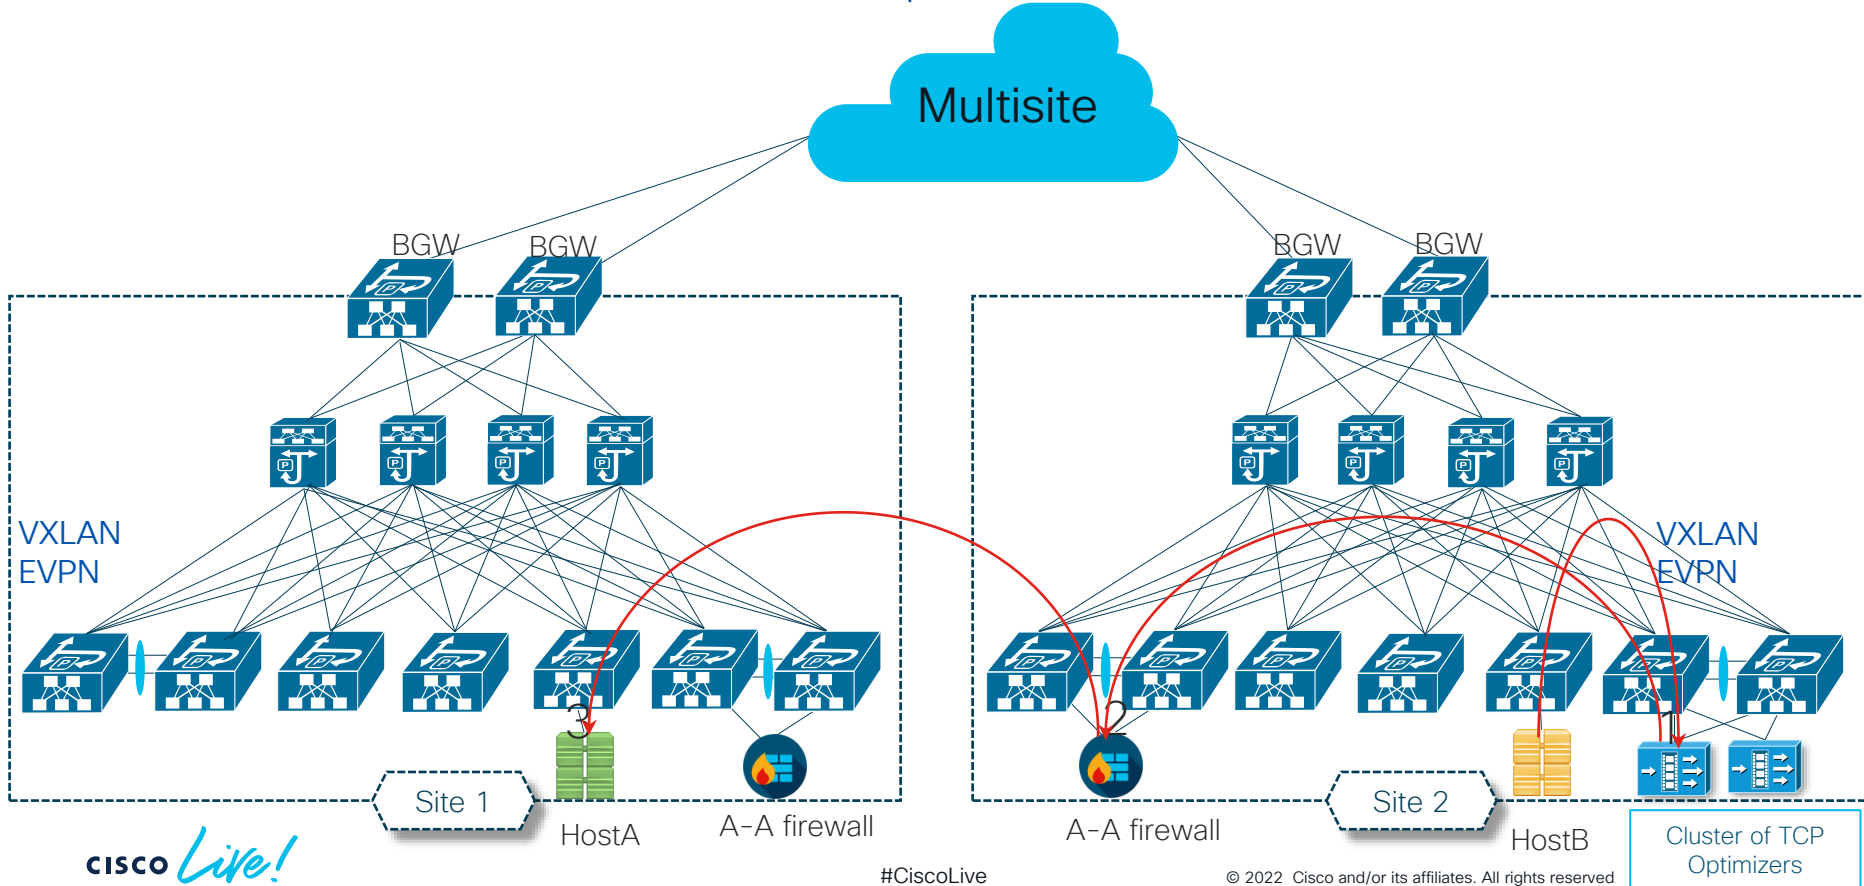 Multisite
BGW
BGW
BGW
BGW
VXLAN
EVPN
VXLAN
EVPN
3
2
1
Site 1
HostA
A-A firewall
A-A firewall
Site 2
HostB
Cluster of TCP
Optimizers
CISCO Live!
#CiscoLive
© 2022 Cisco and/or its affiliates. All rights reserved